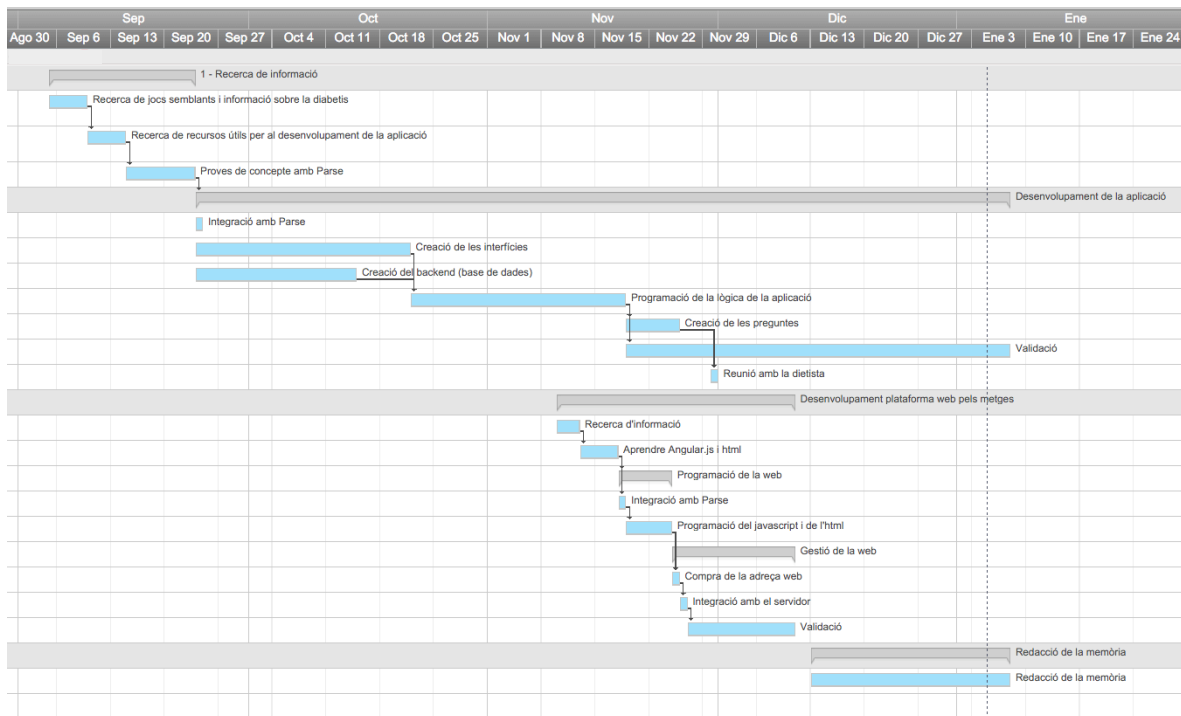 Sep Oct Nov Dic Ene
Ago 30 Sep 6 Sep 13 Sep 20 Sep 27 Oct 4 Oct 11 Oct 18 Oct 25 Nov 1 Nov 8 Nov 15 Nov 22 Nov 29 Dic 6 Dic 13 Dic 20 Dic 27 Ene 3 Ene 10 Ene 17 Ene 24
1 - Recerca de informació
Recerca de jocs semblants i informació sobre la diabetis
Recerca de recursos útils per al desenvolupament de la aplicació
Proves de concepte amb Parse
Desenvolupament de la aplicació
Integració amb Parse
Creació de les interfícies
Creació del backend (base de dades)
Programació de la lògica de la aplicació
Creació de les preguntes
Validació
Reunió amb la dietista
Desenvolupament plataforma web pels metges
Recerca d'informació
Aprendre Angular.js i html
Programació de la web
Integració amb Parse
Programació del javascript i de l'html
Gestió de la web
Compra de la adreça web
Integració amb el servidor
Validació
Redacció de la memòria
Redacció de la memòria